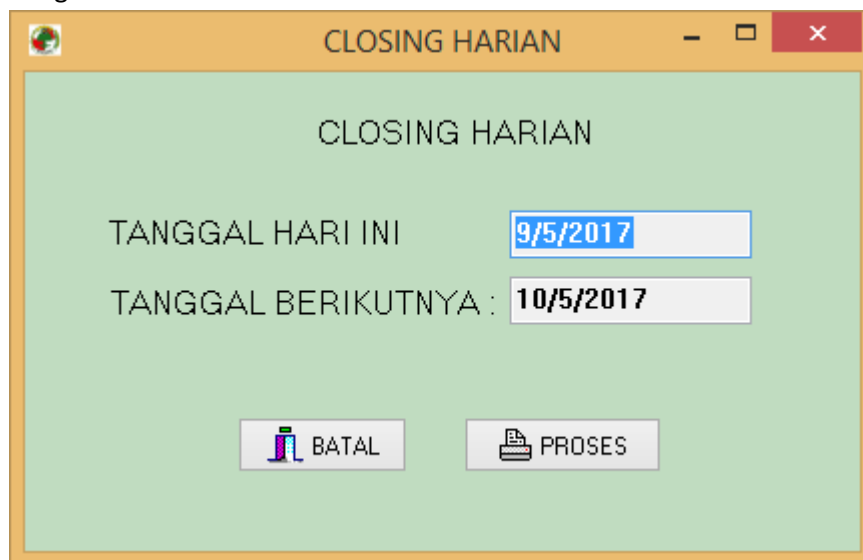 CLOSING HARIAN
CLOSING HARIAN
TANGGAL HARI INI 9/5/2017
TANGGAL BERIKUTNYA : 10/5/2017
BATAL PROSES